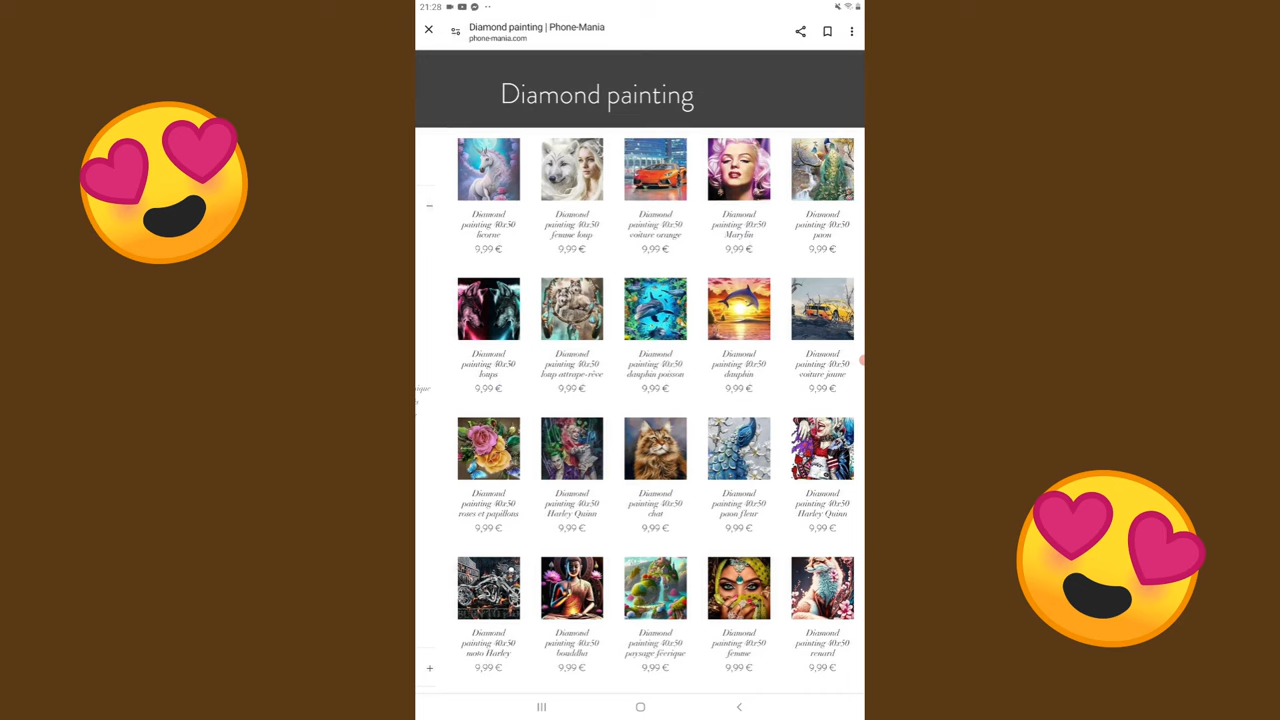 21:28
Diamond painting | Phone-Mania
phone-mania.com
Diamond painting
Diamond
painting 40x50
licorne
9,99 €
Diamond
painting 40x50
femme loup
9,99 €
Diamond
painting 40x50
voiture orange
9,99 €
Diamond
painting 40x50
Marylin
9,99 €
Diamond
painting 40x50
paon
9,99 €
Diamond
painting 40x50
loups
9,99 €
Diamond
painting 40x50
loup attrape-rêve
9,99 €
Diamond
painting 40x50
dauphin poisson
9,99 €
Diamond
painting 40x50
dauphin
9,99 €
Diamond
painting 40x50
voiture jaune
9,99 €
Diamond
painting 40x50
roses et papillons
9,99 €
Diamond
painting 40x50
Harley Quinn
9,99 €
Diamond
painting 40x50
chat
9,99 €
Diamond
painting 40x50
paon fleur
9,99 €
Diamond
painting 40x50
Harley Quinn
9,99 €
Diamond
painting 40x50
moto Harley
9,99 €
Diamond
painting 40x50
bouddha
9,99 €
Diamond
painting 40x50
paysage féerique
9,99 €
Diamond
painting 40x50
femme
9,99 €
Diamond
painting 40x50
renard
9,99 €